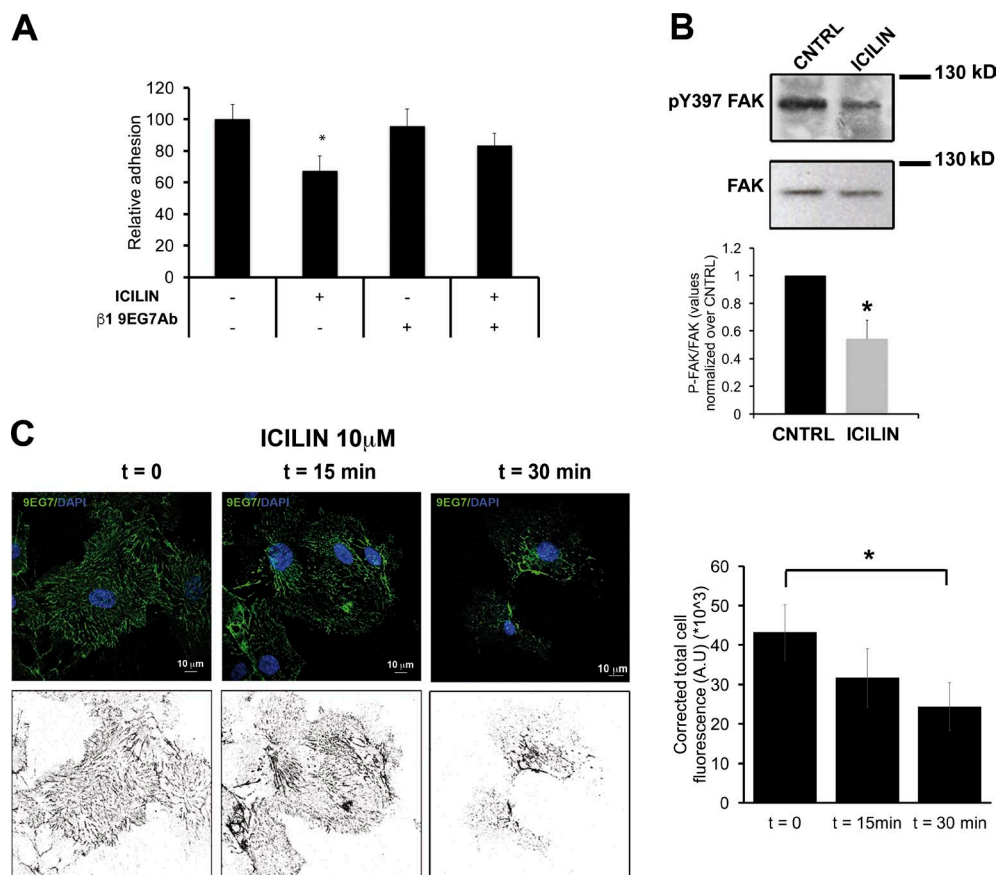 A
Relative adhesion
140
120
100
80
60
40
20
0
*
ICILIN - + - +
β1 9EG7Ab - - + +
B
CNTRL ICILIN
130 kD
pY397 FAK
130 kD
FAK
P-FAK/FAK (values
normalized over CNTRL)
1.2
1
0.8
0.6
0.4
0.2
0
*
CNTRL ICILIN
C
ICILIN 10μM
t = 0 t = 15 min t = 30 min
9EG7/DAPI 9EG7/DAPI 9EG7/DAPI
10 μm 10 μm 10 μm
Corrected total cell
fluorescence (A.U) (*10^3)
60
50
40
30
20
10
0
*
t = 0 t = 15min t = 30 min